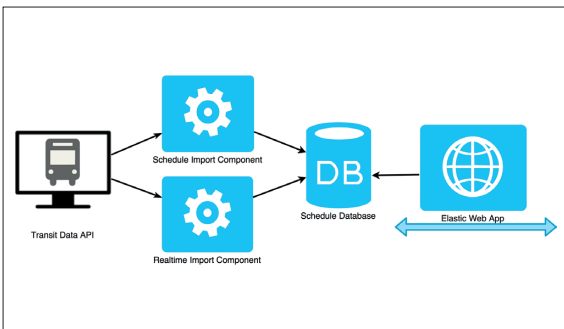 Schedule Import Component
DB
Schedule Database
Elastic Web App
Transit Data API
Realtime Import Component